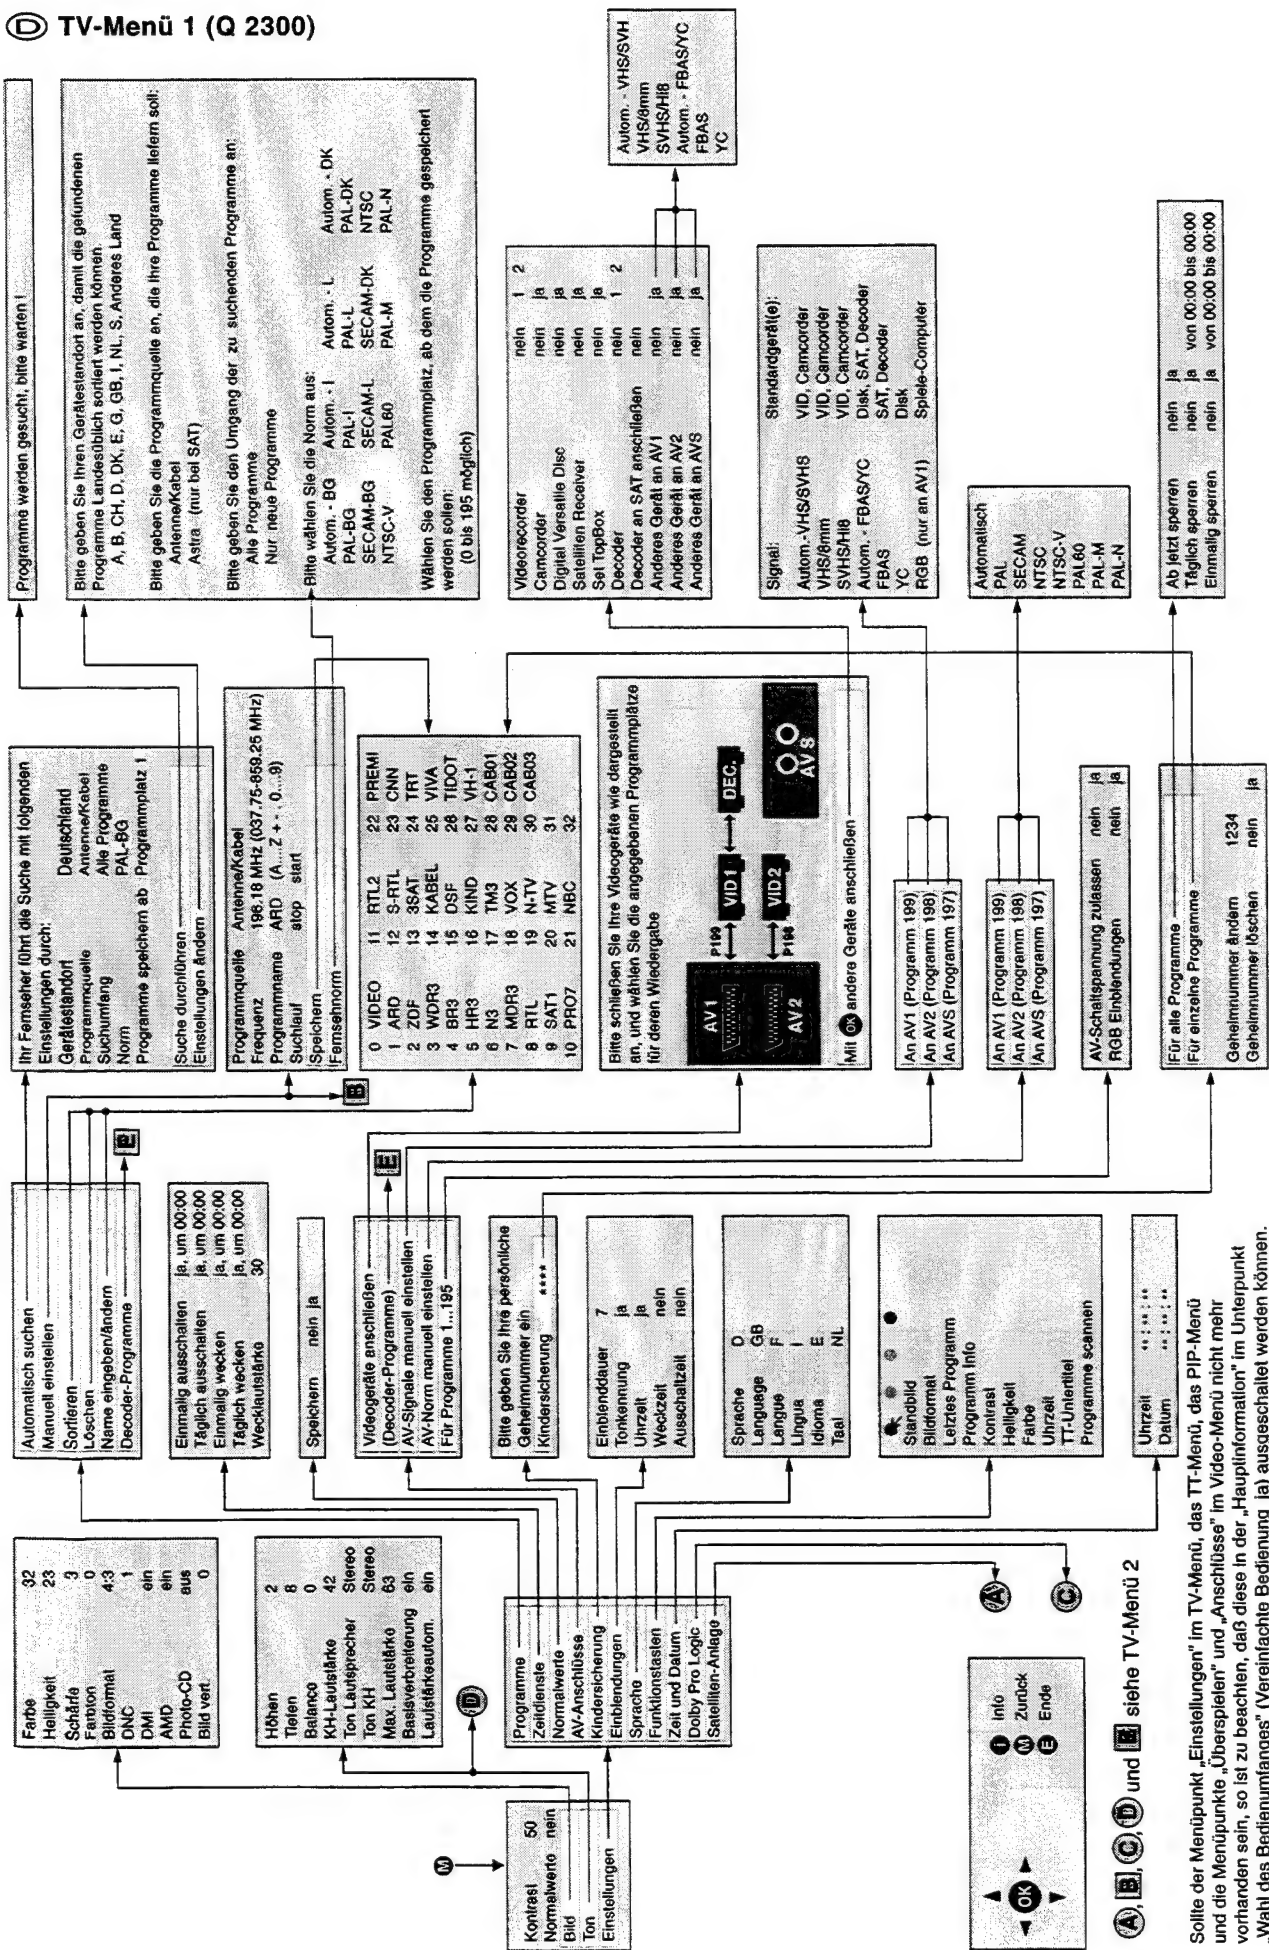 D TV-Menü 1 (Q 2300)
M
Kontrast 50
Normalwerte nein
Bild
Ton
Einstellungen
Farbe 32
Helligkeit 23
Schärfe 3
Farbton 0
Bildformat 4:3
DNC 1
DMI ein
AMD ein
Photo-CD aus
Bild vert. 0
Höhen 2
Tiefen 8
Balance 0
KH-Lautstärke 42
Ton Lautsprecher Stereo
Ton KH Stereo
Max. Lautstärke 63
Basisverbreiterung ein
Lautstärkeautom. ein
D
Programme
Zeitdienste
Normalwerte
AV-Anschlüsse
Kindersicherung
Einblendungen
Sprache
Funktionstasten
Zeit und Datum
Dolby Pro Logic
Satelliten-Anlage
A
C
OK
i Info
M Zurück
E Ende
A, B, C, D und E siehe TV-Menü 2
Automatisch suchen
Manuell einstellen
Sortieren
Löschen
Name eingeben/ändern
Decoder-Programme
E
B
Einmalig ausschalten ja, um 00:00
Täglich ausschalten ja, um 00:00
Einmalig wecken ja, um 00:00
Täglich wecken ja, um 00:00
Wecklautstärke 30
Speichern nein ja
Videogeräte anschließen
(Decoder-Programme)
AV-Signale manuell einstellen
AV-Norm manuell einstellen
Für Programme 1...195
E
Bitte geben Sie Ihre persönliche
Geheimnummer ein
Kindersicherung ****
Einblenddauer 7
Tonkennung ja
Uhrzeit ja
Weckzeit nein
Ausschaltzeit nein
Sprache D
Language GB
Langue F
Lingua I
Idioma E
Taal NL
Standbild
Bildformat
Letztes Programm
Programm Info
Kontrast
Helligkeit
Farbe
Uhrzeit
TT-Untertitel
Programme scannen
Uhrzeit **:**:**
Datum **:**:**
Ihr Fernseher führt die Suche mit folgenden
Einstellungen durch:
Gerätestandort Deutschland
Programmquelle Antenne/Kabel
Suchumfang Alle Programme
Norm PAL-BG
Programme speichern ab Programmplatz 1
Suche durchführen
Einstellungen ändern
Programmquelle Antenne/Kabel
Frequenz 196.18 MHz (037.75-859.25 MHz)
Programmname ARD (A...Z + - , 0...9)
Suchlauf stop start
Speichern
Fernsehnorm
0 VIDEO 11 RTL2 22 PREMI
1 ARD 12 S-RTL 23 CNN
2 ZDF 13 3SAT 24 TRT
3 WDR3 14 KABEL 25 VIVA
4 BR3 15 DSF 26 TIDOT
5 HR3 16 KIND 27 VH-1
6 N3 17 TM3 28 CAB01
7 MDR3 18 VOX 29 CAB02
8 RTL 19 N-TV 30 CAB03
9 SAT1 20 MTV 31
10 PRO7 21 NBC 32
Bitte schließen Sie Ihre Videogeräte wie dargestellt
an, und wählen Sie die angegebenen Programmplätze
für deren Wiedergabe
AV1 P199 VID 1 DEC.
AV2 P198 VID 2 AVS
Mit OK andere Geräte anschließen
An AV1 (Programm 199)
An AV2 (Programm 198)
An AVS (Programm 197)
An AV1 (Programm 199)
An AV2 (Programm 198)
An AVS (Programm 197)
AV-Schaltspannung zulassen nein ja
RGB Einblendungen nein ja
Für alle Programme
Für einzelne Programme
Geheimnummer ändern 1234
Geheimnummer löschen nein ja
Programme werden gesucht, bitte warten !
Bitte geben Sie Ihren Gerätestandort an, damit die gefundenen
Programme Landesüblich sortiert werden können.
A, B, CH, D, DK, E, G, GB, I, NL, S. Anderes Land
Bitte geben Sie die Programmquelle an, die Ihre Programme liefern soll:
Antenne/Kabel
Astra (nur bei SAT)
Bitte geben Sie den Umgang der zu suchenden Programme an:
Alle Programme
Nur neue Programme
Bitte wählen Sie die Norm aus:
Autom. - BG Autom. - I Autom. - L Autom. - DK
PAL-BG PAL-I PAL-L PAL-DK
SECAM-BG SECAM-L SECAM-DK NTSC
NTSC-V PAL60 PAL-M PAL-N
Wählen Sie den Programmplatz, ab dem die Programme gespeichert
werden sollen:
(0 bis 195 möglich)
Videorecorder nein 1 2
Camcorder nein ja
Digital Versatile Disc nein ja
Satelliten Receiver nein ja
Set TopBox nein ja
Decoder nein 1 2
Decoder an SAT anschließen
Anderes Gerät an AV1 nein ja
Anderes Gerät an AV2 nein ja
Anderes Gerät an AVS nein ja
Autom. - VHS/SVH
VHS/8mm
SVHS/Hi8
Autom. - FBAS/YC
FBAS
YC
Signal: Standardgerät(e):
Autom.-VHS/SVHS VID, Camcorder
VHS/8mm VID, Camcorder
SVHS/Hi8 VID, Camcorder
Autom. - FBAS/YC Disk, SAT, Decoder
FBAS SAT, Decoder
YC Disk
RGB (nur an AV1) Spiele-Computer
Automatisch
PAL
SECAM
NTSC
NTSC-V
PAL60
PAL-M
PAL-N
Ab jetzt sperren nein ja
Täglich sperren nein ja von 00:00 bis 00:00
Einmalig sperren nein ja von 00:00 bis 00:00
Sollte der Menüpunkt „Einstellungen" im TV-Menü, das TT-Menü, das PIP-Menü
und die Menüpunkte „Überspielen" und „Anschlüsse" im Video-Menü nicht mehr
vorhanden sein, so ist zu beachten, daß diese in der „Hauptinformation" im Unterpunkt
„Wahl des Bedienumfanges" (Vereinfachte Bedienung ja) ausgeschaltet werden können.